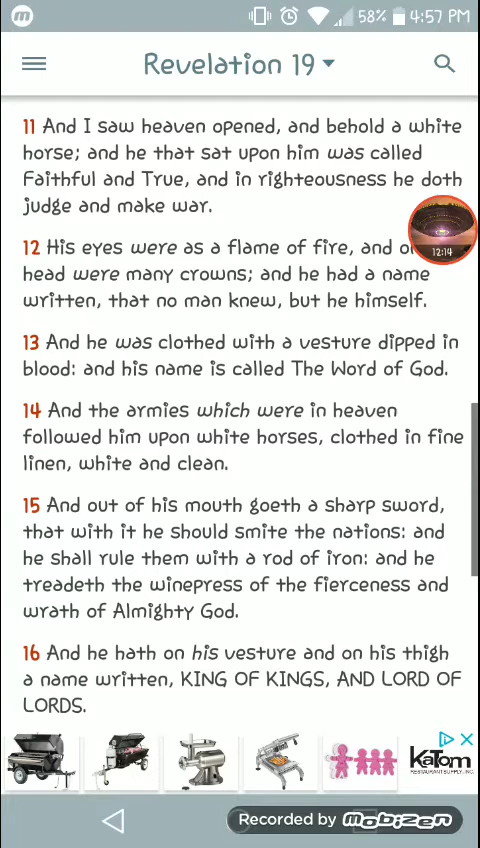 58% 4:57 PM
Revelation 19
11 And I saw heaven opened, and behold a white
horse; and he that sat upon him was called
Faithful and True, and in righteousness he doth
judge and make war.
12 His eyes were as a flame of fire, and o
head were many crowns; and he had a name
written, that no man knew, but he himself.
12:14
13 And he was clothed with a vesture dipped in
blood: and his name is called The Word of God.
14 And the armies which were in heaven
followed him upon white horses, clothed in fine
linen, white and clean.
15 And out of his mouth goeth a sharp sword,
that with it he should smite the nations: and
he shall rule them with a rod of iron: and he
treadeth the winepress of the fierceness and
wrath of Almighty God.
16 And he hath on his vesture and on his thigh
a name written, KING OF KINGS, AND LORD OF
LORDS.
KaTom
RESTAURANT SUPPLY, INC.
Recorded by Mobizen